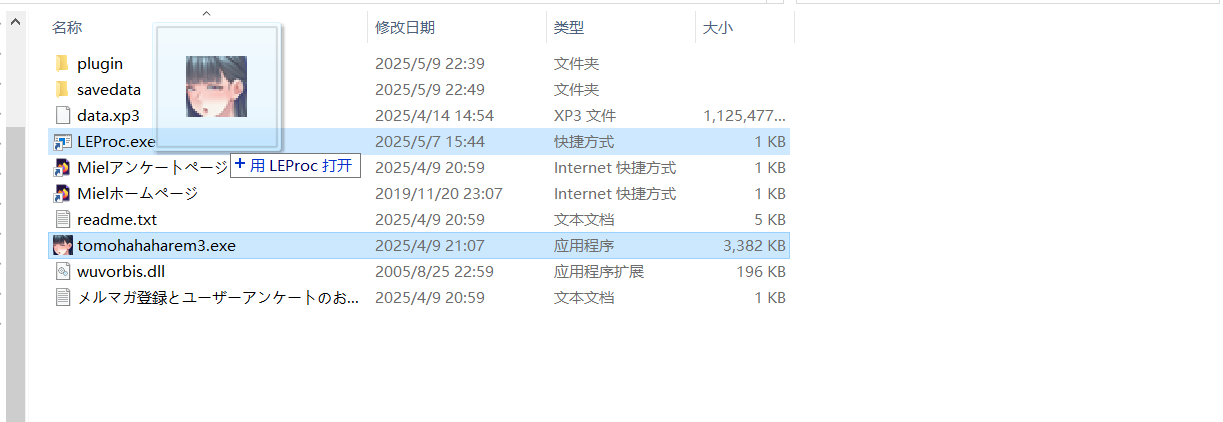 名称 修改日期 类型 大小
plugin 2025/5/9 22:39 文件夹
savedata 2025/5/9 22:49 文件夹
data.xp3 2025/4/14 14:54 XP3 文件 1,125,477...
LEProc.exe 2025/5/7 15:44 快捷方式 1 KB
Mielアンケートページ 2025/4/9 20:59 Internet 快捷方式 1 KB
+ 用 LEProc 打开
Mielホームページ 2019/11/20 23:07 Internet 快捷方式 1 KB
readme.txt 2025/4/9 20:59 文本文档 5 KB
tomohahaharem3.exe 2025/4/9 21:07 应用程序 3,382 KB
wuvorbis.dll 2005/8/25 22:59 应用程序扩展 196 KB
メルマガ登録とユーザーアンケートのお... 2025/4/9 20:59 文本文档 1 KB